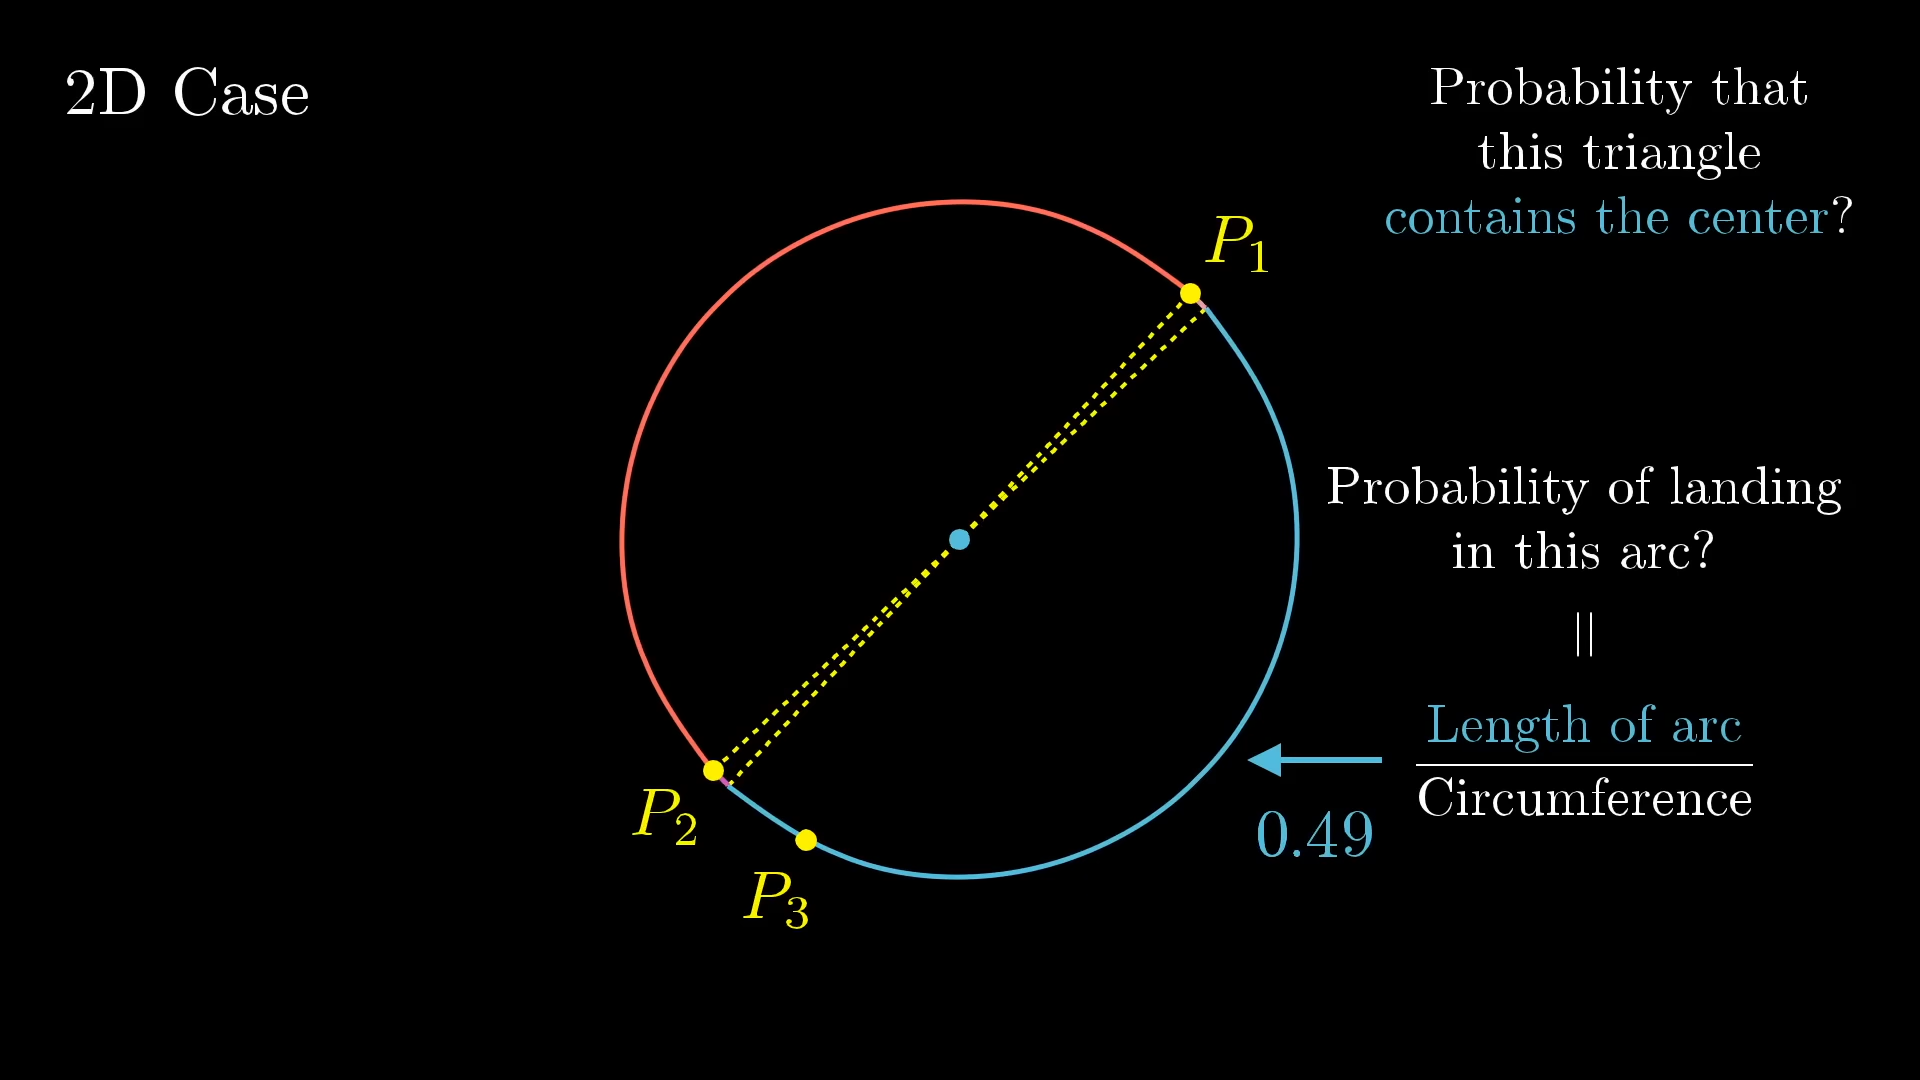 2D Case
Probability that
this triangle
contains the center?
P₁
Probability of landing
in this arc?
||
Length of arc
Circumference
0.49
P₂
P₃